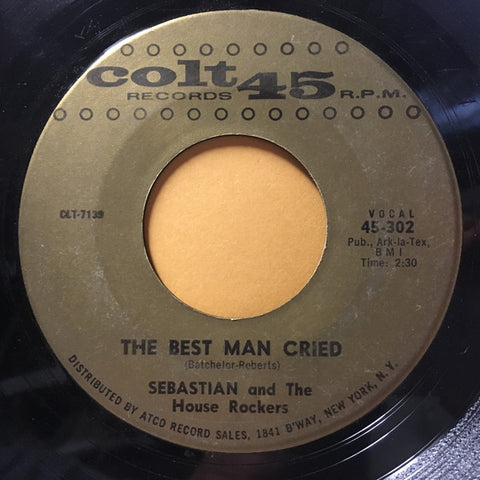 colt 45
RECORDS R.P.M.
CLT-7139
VOCAL
45-302
Pub., Ark-la-Tex,
BMI
Time: 2:30
THE BEST MAN CRIED
(Batchelor-Roberts)
SEBASTIAN and The
House Rockers
DISTRIBUTED BY ATCO RECORD SALES, 1841 B'WAY, NEW YORK, N. Y.